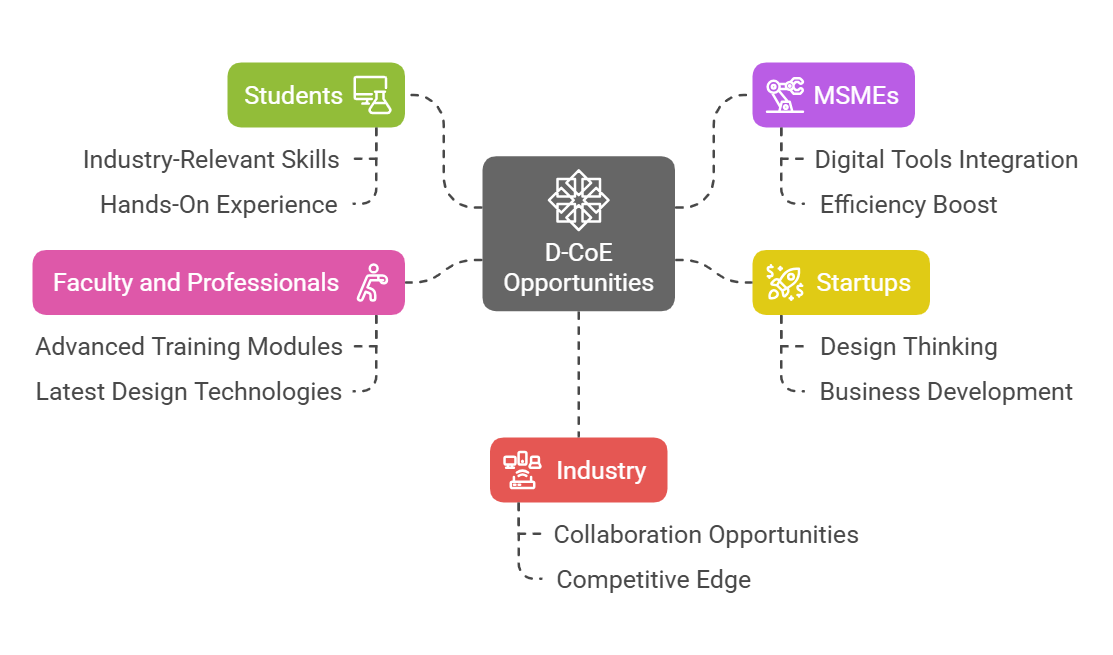 Students
Industry-Relevant Skills
Hands-On Experience
Faculty and Professionals
Advanced Training Modules
Latest Design Technologies
D-CoE
Opportunities
MSMEs
Digital Tools Integration
Efficiency Boost
Startups
Design Thinking
Business Development
Industry
Collaboration Opportunities
Competitive Edge